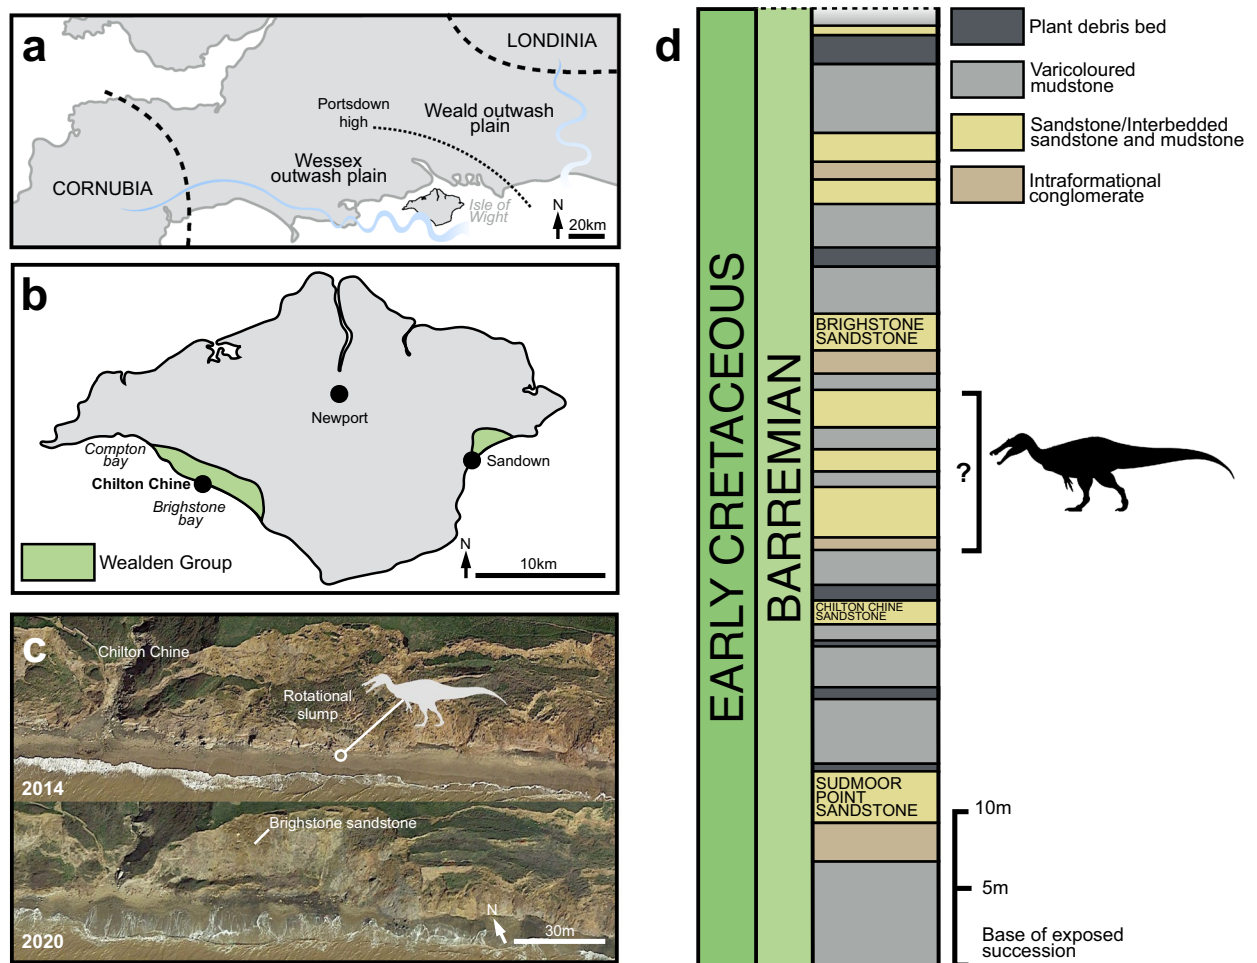 a
LONDINIA
Portsdown
high
Weald outwash
plain
Wessex
outwash plain
CORNUBIA
Isle of
Wight
N
20km
b
Newport
Compton
bay
Sandown
Chilton Chine
Brighstone
bay
Wealden Group
N
10km
c
Chilton Chine
Rotational
slump
2014
Brighstone sandstone
2020
N
30m
d
EARLY CRETACEOUS
BARREMIAN
BRIGHSTONE
SANDSTONE
CHILTON CHINE
SANDSTONE
SUDMOOR
POINT
SANDSTONE
?
10m
5m
Base of exposed
succession
Plant debris bed
Varicoloured
mudstone
Sandstone/Interbedded
sandstone and mudstone
Intraformational
conglomerate